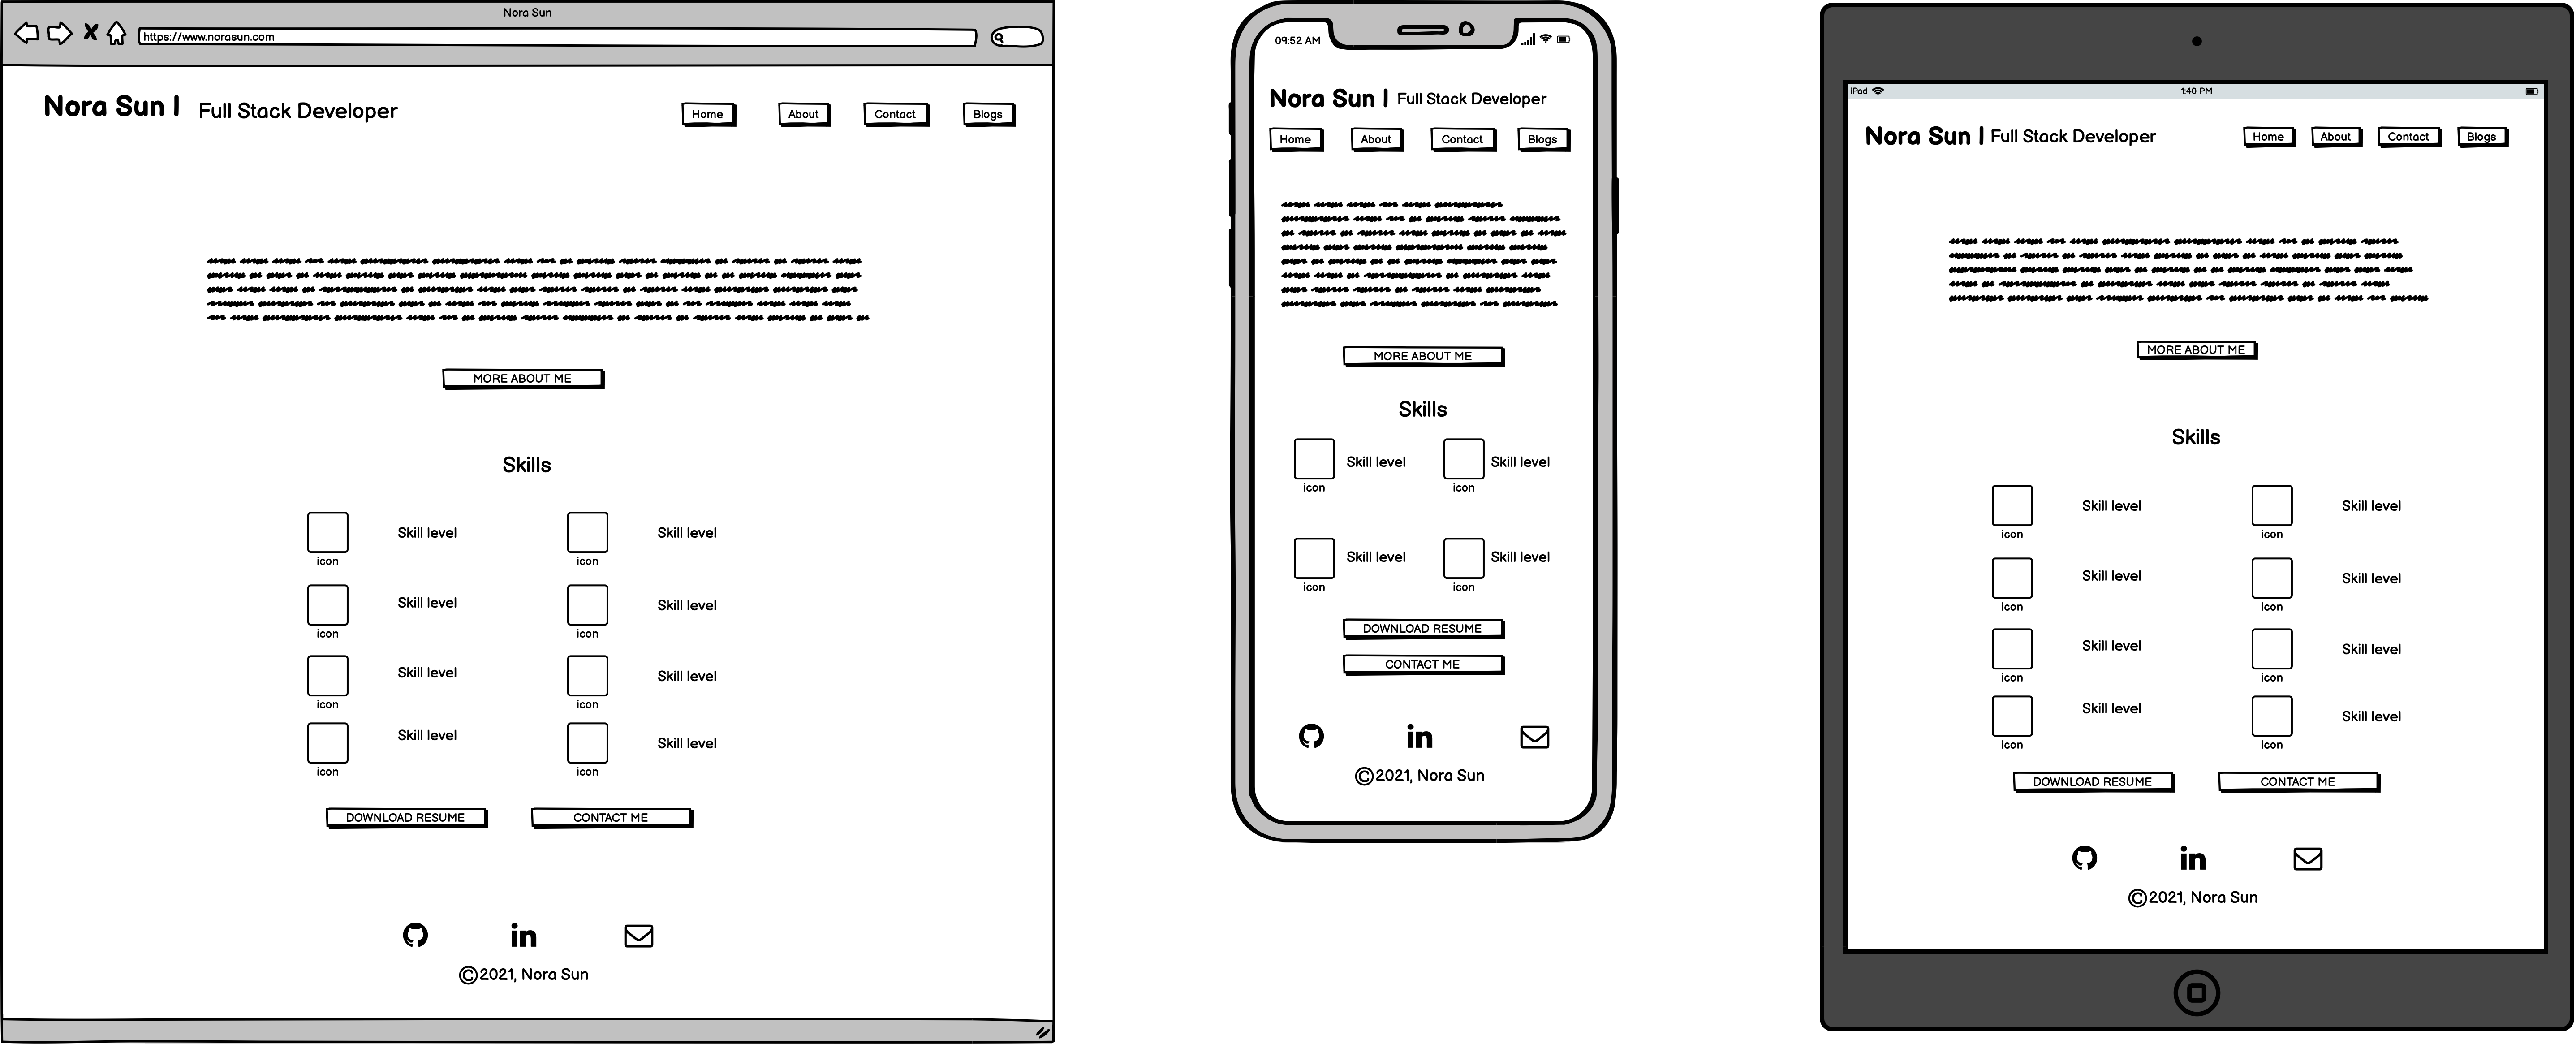 Nora Sun
https://www.norasun.com
Nora Sun | Full Stack Developer
Home About Contact Blogs
MORE ABOUT ME
Skills
Skill level Skill level
icon icon
Skill level Skill level
icon icon
Skill level Skill level
icon icon
Skill level Skill level
icon icon
DOWNLOAD RESUME CONTACT ME
in
©2021, Nora Sun
09:52 AM
Nora Sun | Full Stack Developer
Home About Contact Blogs
MORE ABOUT ME
Skills
Skill level Skill level
icon icon
Skill level Skill level
icon icon
DOWNLOAD RESUME
CONTACT ME
in
©2021, Nora Sun
iPad 1:40 PM
Nora Sun | Full Stack Developer
Home About Contact Blogs
MORE ABOUT ME
Skills
Skill level Skill level
icon icon
Skill level Skill level
icon icon
Skill level Skill level
icon icon
Skill level Skill level
icon icon
DOWNLOAD RESUME CONTACT ME
in
©2021, Nora Sun